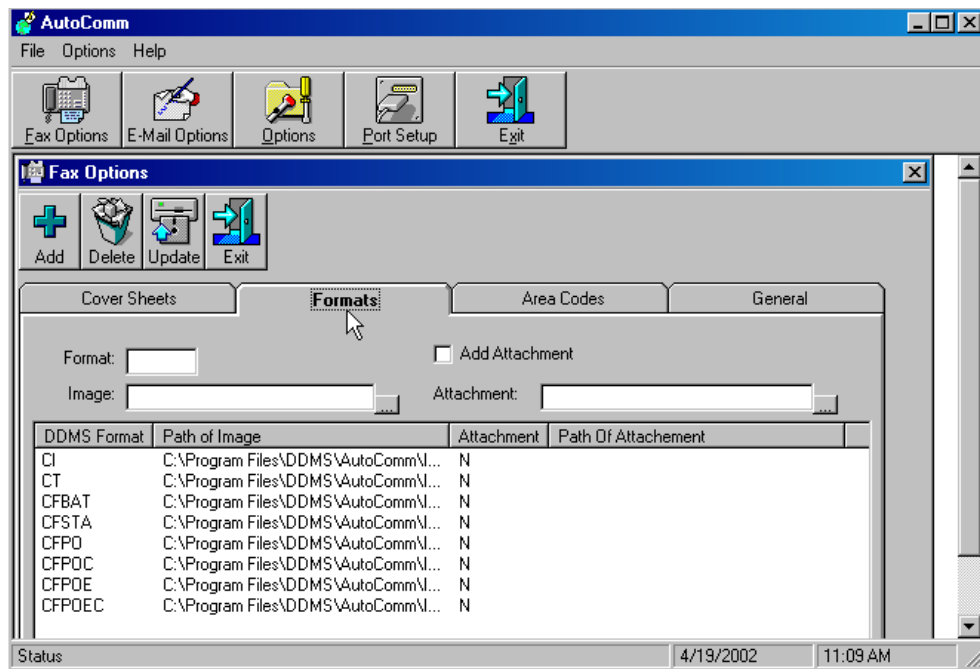 AutoComm
File Options Help
Fax Options E-Mail Options Options Port Setup Exit
Fax Options
Add Delete Update Exit
Cover Sheets Formats Area Codes General
Format: Add Attachment
Image: ... Attachment: ...
DDMS Format Path of Image Attachment Path Of Attachement
CI C:\Program Files\DDMS\AutoComm\I... N
CT C:\Program Files\DDMS\AutoComm\I... N
CFBAT C:\Program Files\DDMS\AutoComm\I... N
CFSTA C:\Program Files\DDMS\AutoComm\I... N
CFPO C:\Program Files\DDMS\AutoComm\I... N
CFPOC C:\Program Files\DDMS\AutoComm\I... N
CFPOE C:\Program Files\DDMS\AutoComm\I... N
CFPOEC C:\Program Files\DDMS\AutoComm\I... N
Status 4/19/2002 11:09 AM